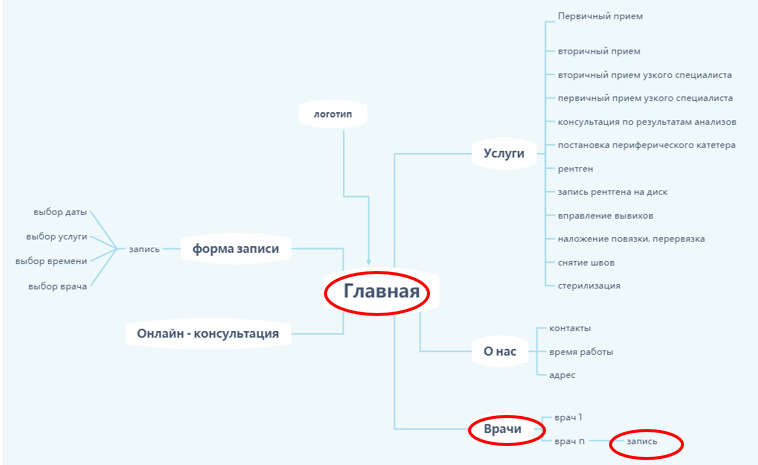 логотип
Главная
форма записи
запись
выбор даты
выбор услуги
выбор времени
выбор врача
Онлайн - консультация
Услуги
Первичный прием
вторичный прием
вторичный прием узкого специалиста
первичный прием узкого специалиста
консультация по результатам анализов
постановка периферического катетера
рентген
запись рентгена на диск
вправление вывихов
наложение повязки, перервязка
снятие швов
стерилизация
О нас
контакты
время работы
адрес
Врачи
врач 1
врач n
запись